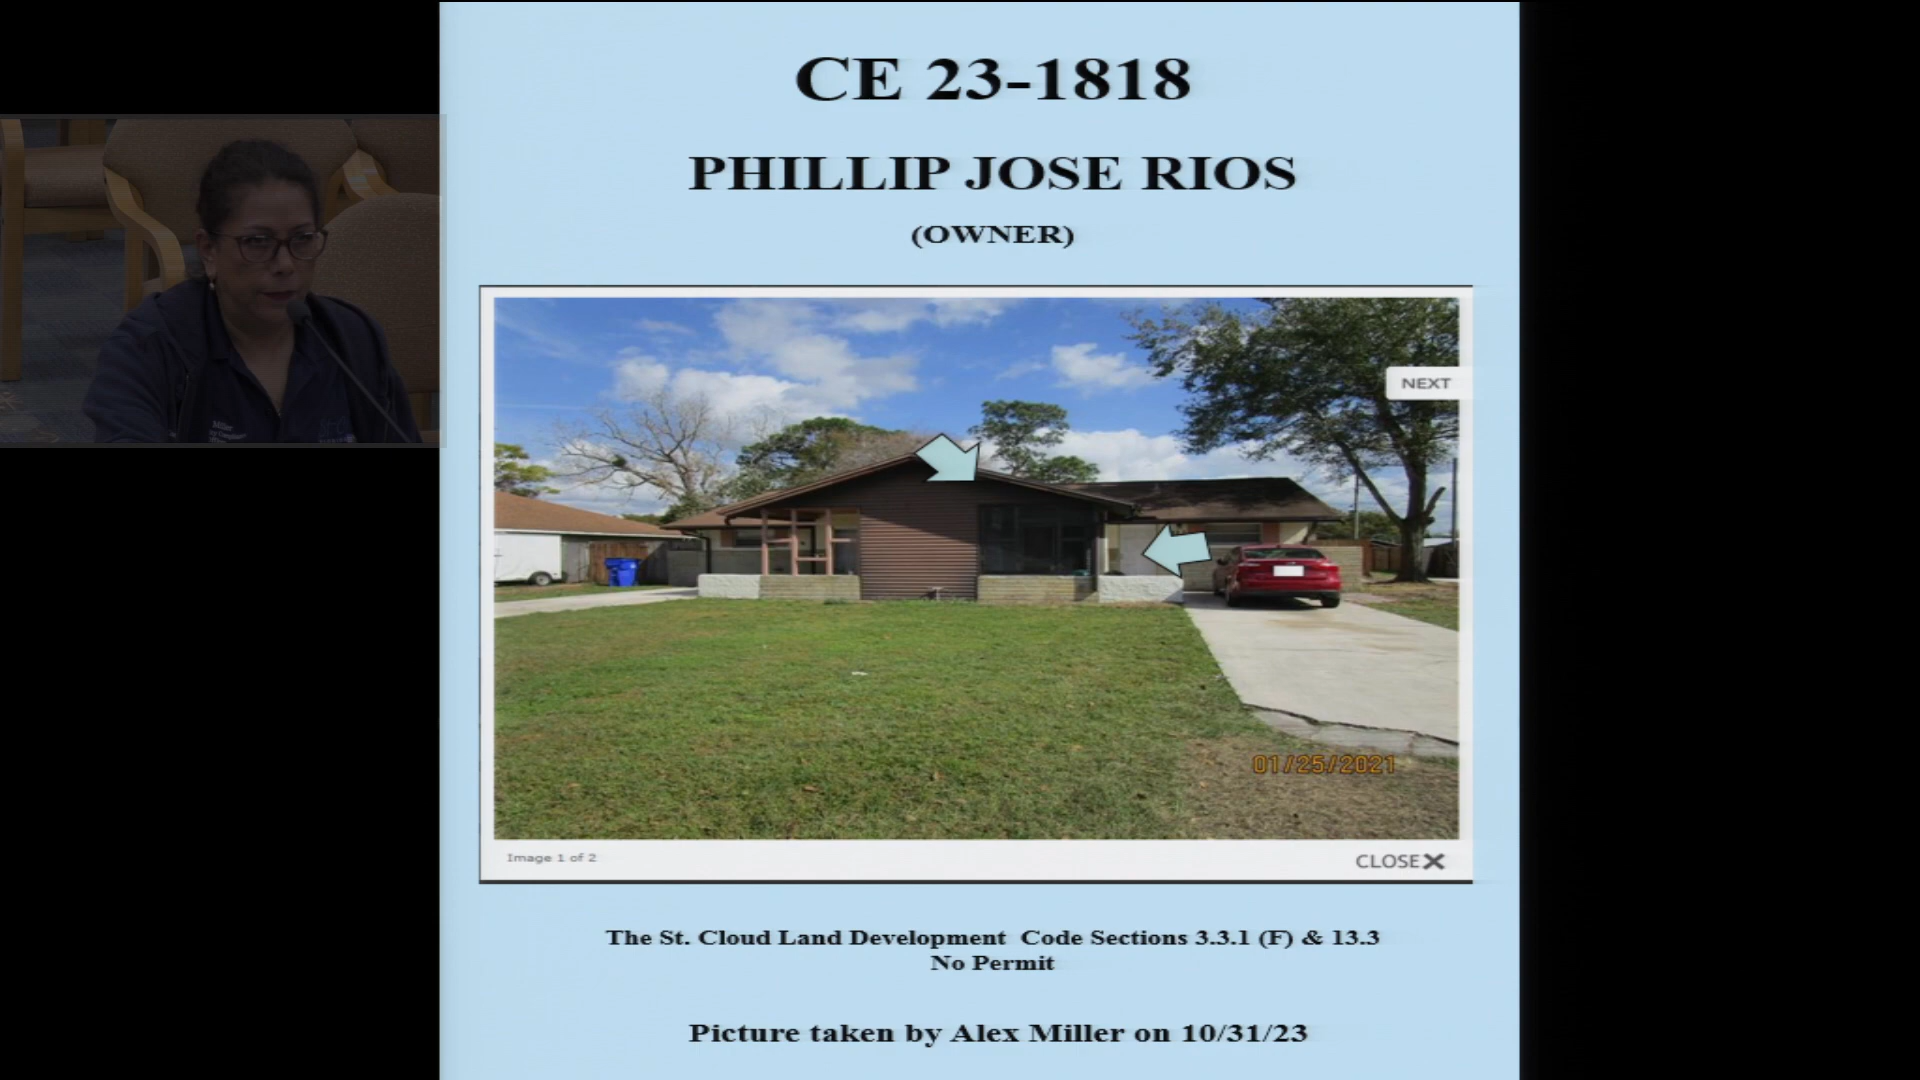 CE 23-1818
PHILLIP JOSE RIOS
(OWNER)
NEXT
Miller
01/25/2021
Image 1 of 2
CLOSE
The St. Cloud Land Development Code Sections 3.3.1 (F) & 13.3
No Permit
Picture taken by Alex Miller on 10/31/23